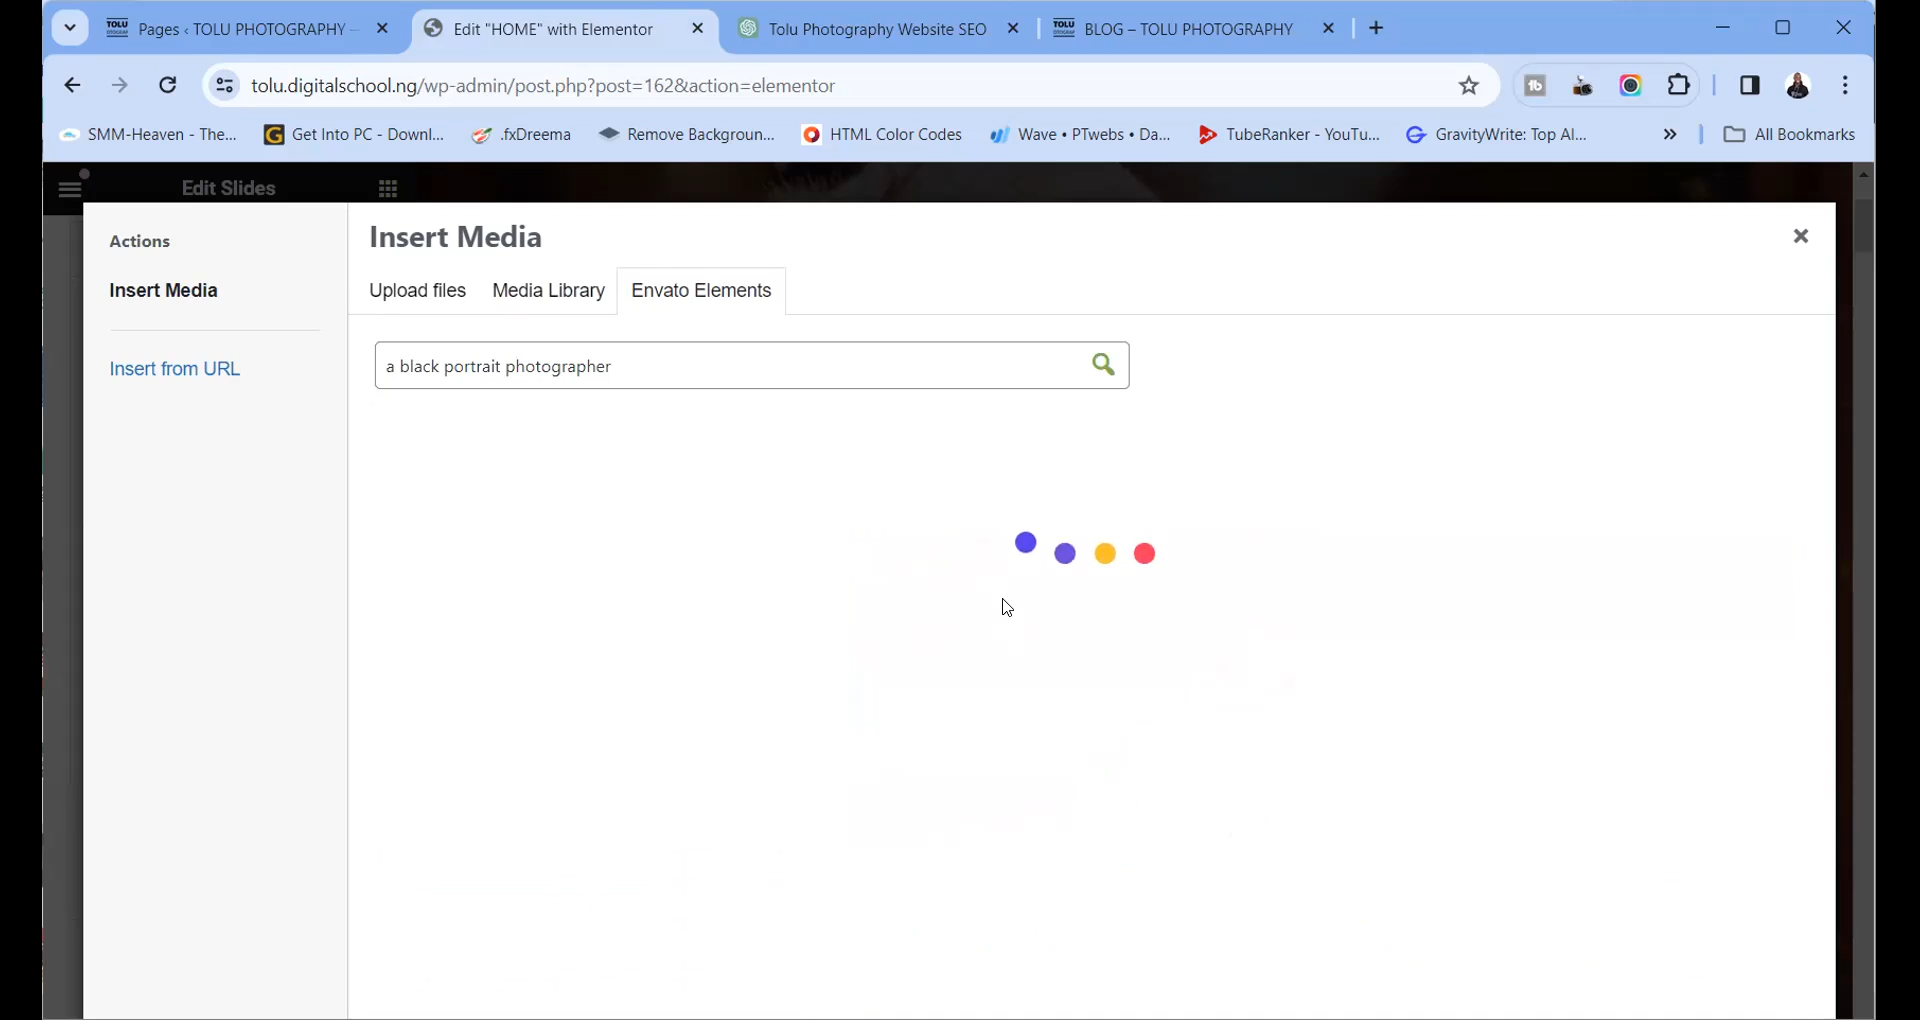 Pages ‹ TOLU PHOTOGRAPHY –
Edit "HOME" with Elementor
Tolu Photography Website SEO
TOLU
BLOG – TOLU PHOTOGRAPHY
tolu.digitalschool.ng/wp-admin/post.php?post=162&action=elementor
tb
SMM-Heaven - The...
Get Into PC - Downl...
.fxDreema
Remove Backgroun...
HTML Color Codes
Wave • PTwebs • Da...
TubeRanker - YouTu...
GravityWrite: Top AI...
»
All Bookmarks
Edit Slides
Actions
Insert Media
Insert from URL
Insert Media
Upload files
Media Library
Envato Elements
a black portrait photographer